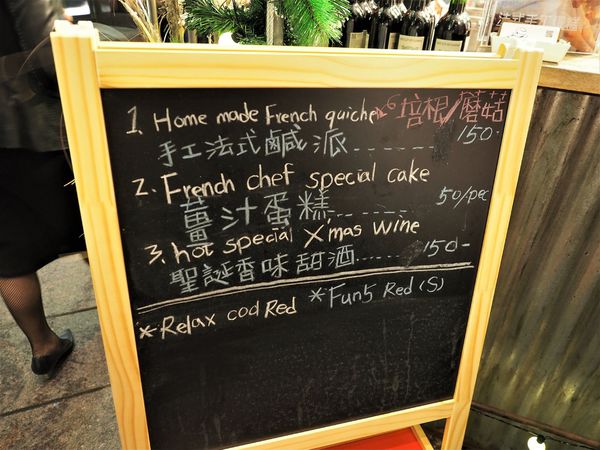 1. Home made French quiche 培根/蘑菇
手工法式鹹派------ 150-
2. French chef special cake
薑汁蛋糕------- 50/pec
3. hot special X'mas wine
聖誕香味甜酒...... 150-
*Relax cod Red *Fun5 Red (S)